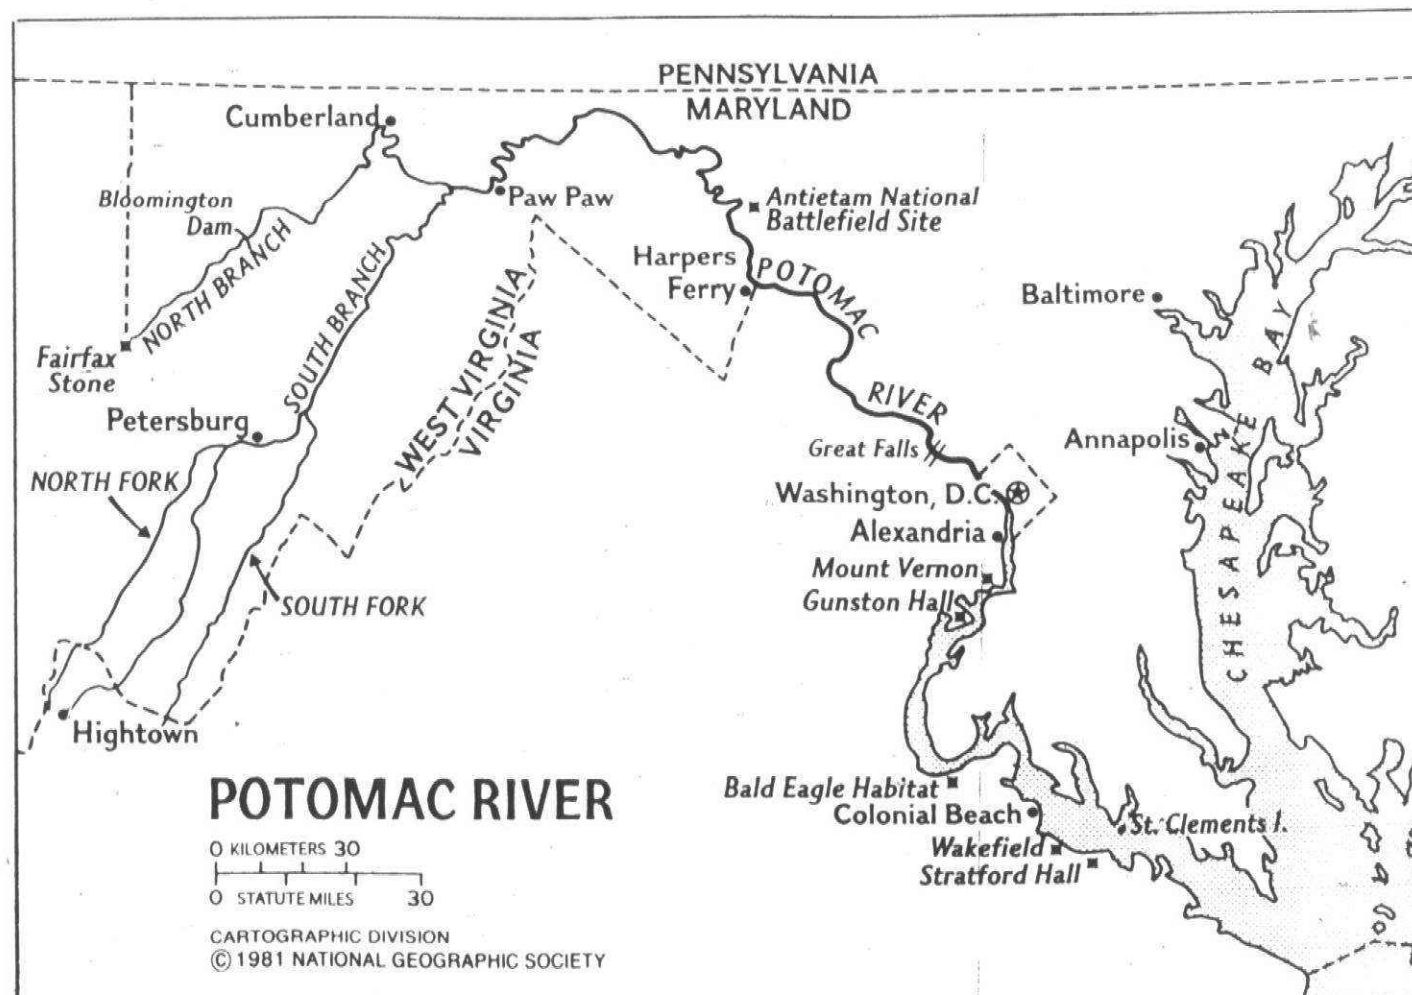 PENNSYLVANIA
MARYLAND
Cumberland
Bloomington
Dam
Paw Paw
Antietam National
Battlefield Site
NORTH BRANCH
SOUTH BRANCH
Harpers
Ferry
POTOMAC
RIVER
Baltimore
CHESAPEAKE BAY
Fairfax
Stone
WEST VIRGINIA
VIRGINIA
Petersburg
Great Falls
Annapolis
NORTH FORK
Washington, D.C.
Alexandria
Mount Vernon
Gunston Hall
SOUTH FORK
Hightown
Bald Eagle Habitat
Colonial Beach
St. Clements I.
Wakefield
Stratford Hall
POTOMAC RIVER
0 KILOMETERS 30
0 STATUTE MILES 30
CARTOGRAPHIC DIVISION
© 1981 NATIONAL GEOGRAPHIC SOCIETY